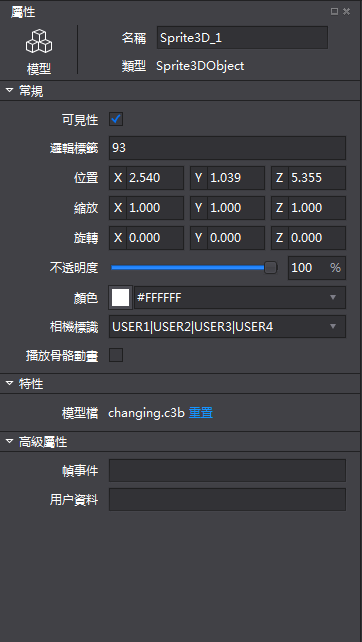 屬性
名稱 Sprite3D_1
模型
類型 Sprite3DObject
常規
可見性
邏輯標籤 93
位置 X 2.540 Y 1.039 Z 5.355
縮放 X 1.000 Y 1.000 Z 1.000
旋轉 X 0.000 Y 0.000 Z 0.000
不透明度 100 %
顏色 #FFFFFF
相機標識 USER1|USER2|USER3|USER4
播放骨骼動畫
特性
模型檔 changing.c3b 重置
高級屬性
幀事件
用户資料